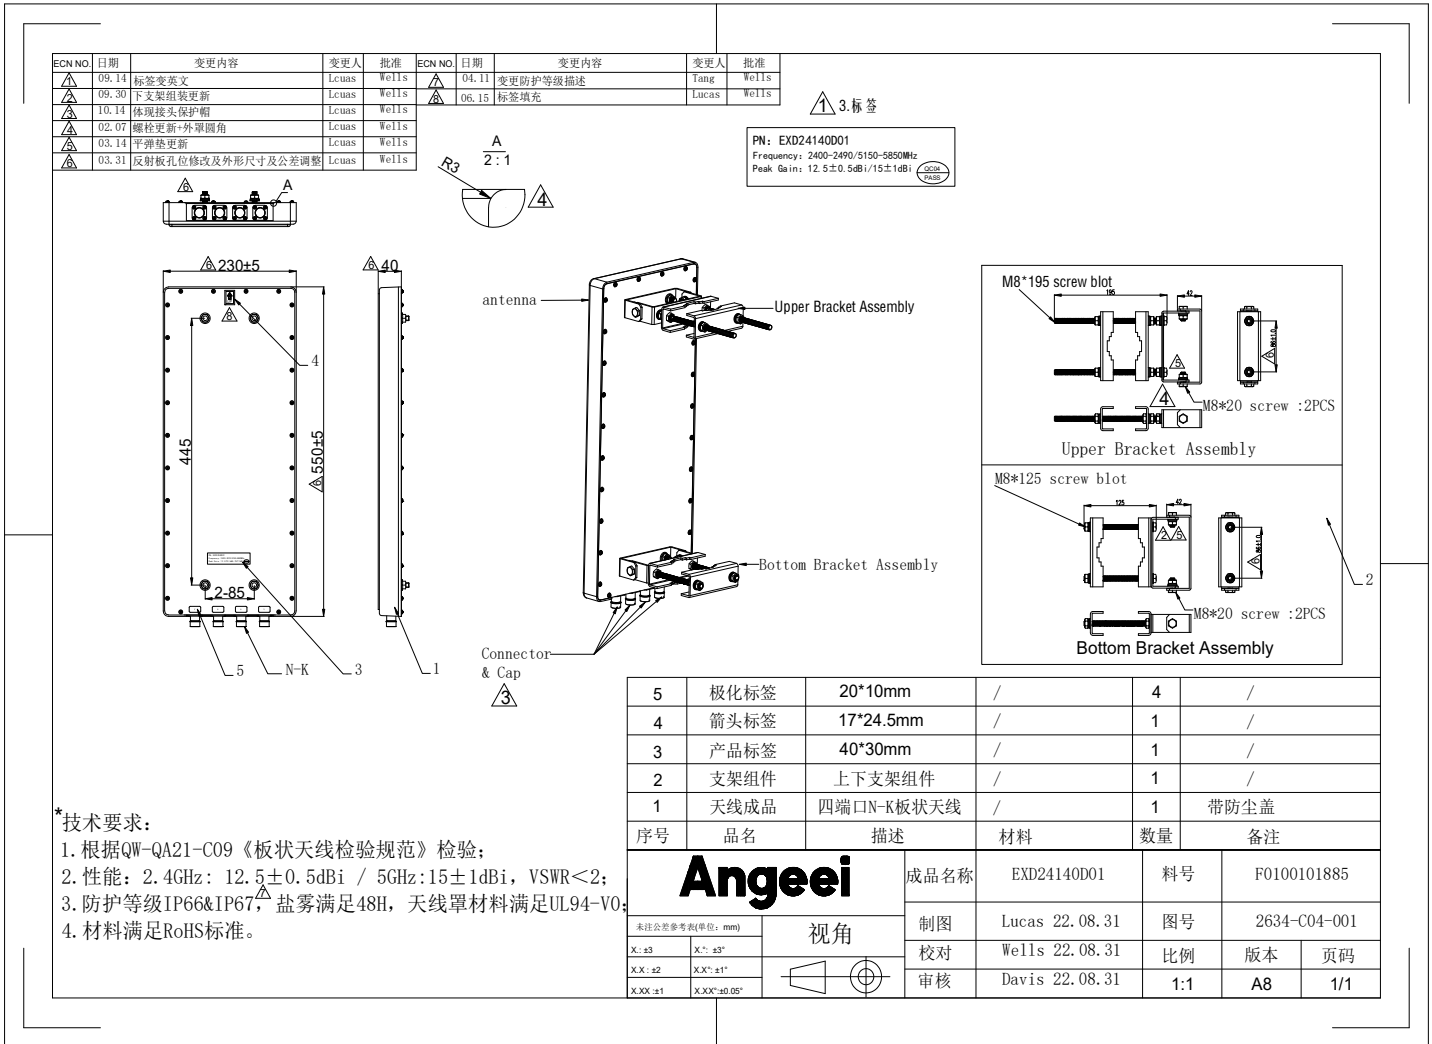 ECN NO. 日期 变更内容 变更人 批准 ECN NO. 日期 变更内容 变更人 批准
1 09.14 标签变英文 Lcuas Wells 7 04.11 变更防护等级描述 Tang Wells
2 09.30 下支架组装更新 Lcuas Wells 8 06.15 标签填充 Lucas Wells
3 10.14 体现接头保护帽 Lcuas Wells
4 02.07 螺栓更新+外罩圆角 Lcuas Wells
5 03.14 平弹垫更新 Lcuas Wells
6 03.31 反射板孔位修改及外形尺寸及公差调整 Lcuas Wells
1 3.标签
PN: EXD24140D01
Frequency: 2400-2490/5150-5850MHz
Peak Gain: 12.5±0.5dBi/15±1dBi
QC04
PASS
A
2:1
R3
4
6
A
6 230±5
6 40
8
4
445
6 550±5
2-85
5
N-K
3
1
antenna
Upper Bracket Assembly
Bottom Bracket Assembly
Connector
& Cap
3
M8*195 screw blot
195
42
5
6 86±1.0
4
M8*20 screw :2PCS
Upper Bracket Assembly
M8*125 screw blot
125
42
2 5
6 86±1.0
2
M8*20 screw :2PCS
Bottom Bracket Assembly
5 极化标签 20*10mm / 4 /
4 箭头标签 17*24.5mm / 1 /
3 产品标签 40*30mm / 1 /
2 支架组件 上下支架组件 / 1 /
1 天线成品 四端口N-K板状天线 / 1 带防尘盖
序号 品名 描述 材料 数量 备注
*技术要求:
1.根据QW-QA21-C09《板状天线检验规范》检验;
2.性能: 2.4GHz: 12.5±0.5dBi / 5GHz:15±1dBi, VSWR<2;
3.防护等级IP66&IP67, 7 盐雾满足48H, 天线罩材料满足UL94-V0;
4.材料满足RoHS标准。
Angeei
成品名称 EXD24140D01 料号 F0100101885
制图 Lucas 22.08.31 图号 2634-C04-001
校对 Wells 22.08.31 比例 版本 页码
审核 Davis 22.08.31 1:1 A8 1/1
未注公差参考表(单位: mm)
X.: ±3 X.°: ±3°
X.X : ±2 X.X°: ±1°
X.XX :±1 X.XX°:±0.05°
视角